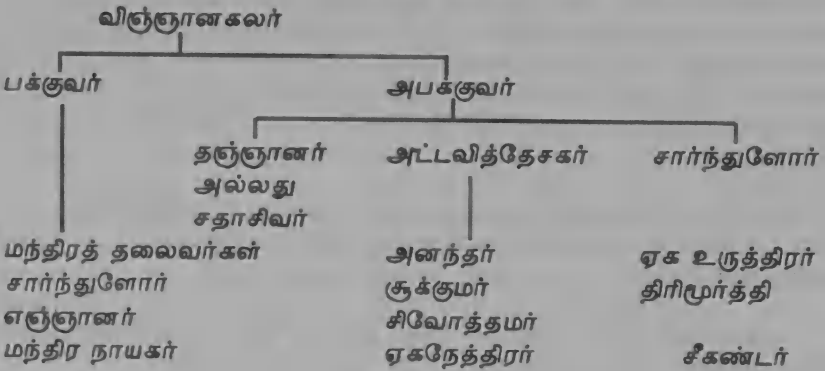 விஞ்ஞானகலர்
பக்குவர் அபக்குவர்
தஞ்ஞானர் அட்டவித்தேசகர் சார்ந்துளோர்
அல்லது
சதாசிவர்
மந்திரத் தலைவர்கள் அனந்தர் ஏக உருத்திரர்
சார்ந்துளோர் சூக்குமர் திரிமூர்த்தி
எஞ்ஞானர் சிவோத்தமர்
மந்திர நாயகர் ஏகநேத்திரர் சீகண்டர்